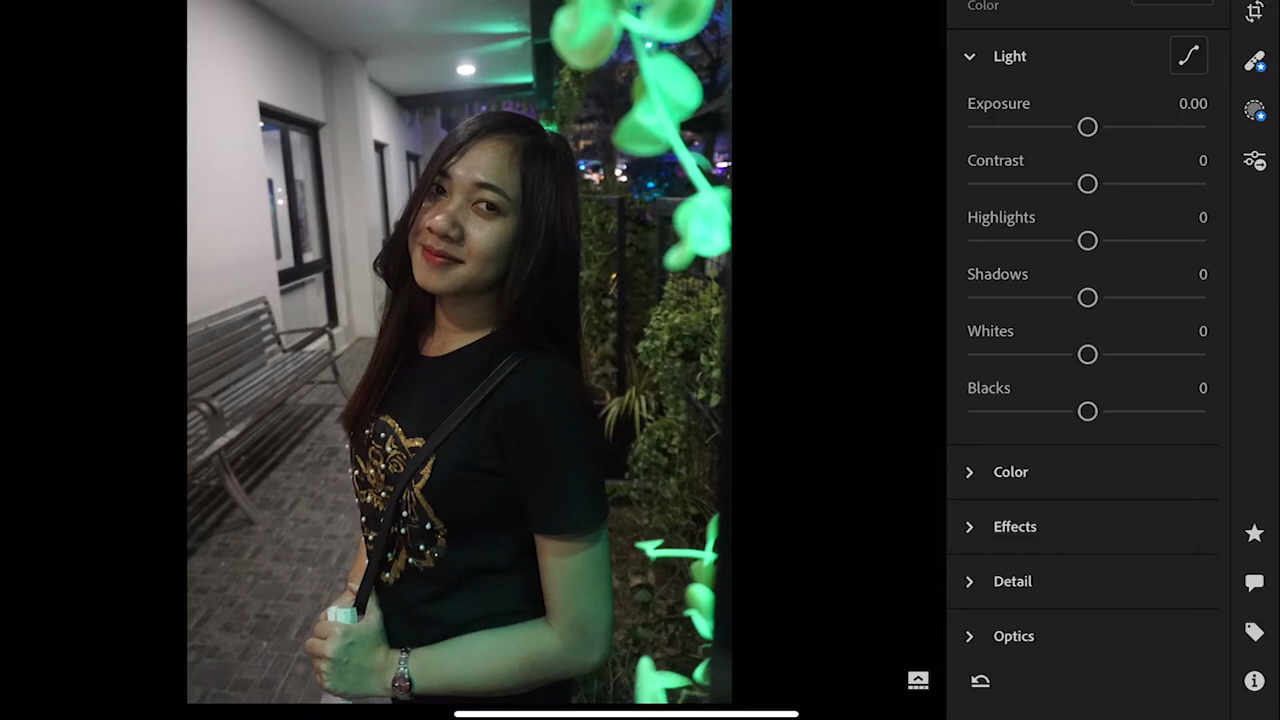 Color
Light
Exposure 0.00
Contrast 0
Highlights 0
Shadows 0
Whites 0
Blacks 0
Color
Effects
Detail
Optics